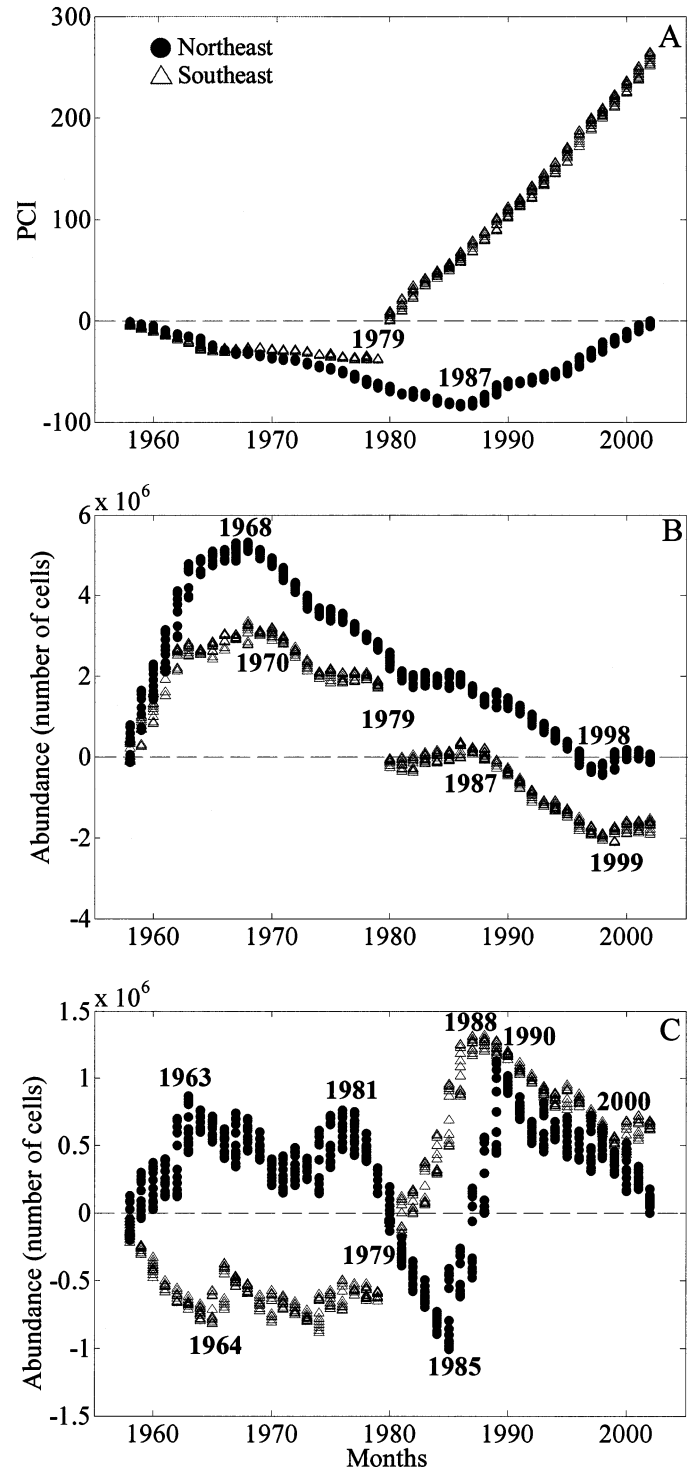 A
Northeast
Southeast
300
200
100
0
-100
PCI
1979
1987
1960 1970 1980 1990 2000
x 10^6
B
6
4
2
0
-2
-4
Abundance (number of cells)
1968
1970
1979
1987
1998
1999
1960 1970 1980 1990 2000
x 10^6
C
1.5
1
0.5
0
-0.5
-1
-1.5
Abundance (number of cells)
1988
1990
1963
1981
2000
1979
1964
1985
1960 1970 1980 1990 2000
Months